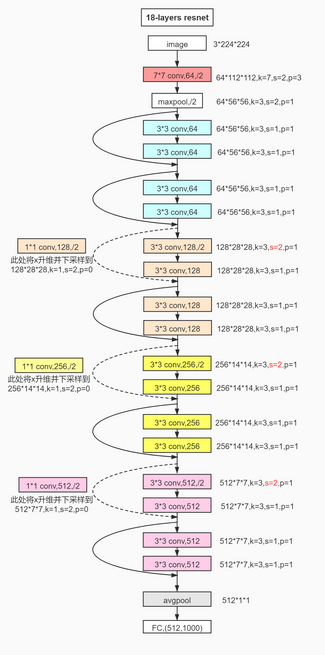 18-layers resnet
image 3*224*224
7*7 conv,64,/2 64*112*112,k=7,s=2,p=3
maxpool,/2 64*56*56,k=3,s=2,p=1
3*3 conv,64 64*56*56,k=3,s=1,p=1
3*3 conv,64 64*56*56,k=3,s=1,p=1
3*3 conv,64 64*56*56,k=3,s=1,p=1
3*3 conv,64 64*56*56,k=3,s=1,p=1
1*1 conv,128,/2 3*3 conv,128,/2 128*28*28,k=3,s=2,p=1
此处将x升维并下采样到
128*28*28,k=1,s=2,p=0 3*3 conv,128 128*28*28,k=3,s=1,p=1
3*3 conv,128 128*28*28,k=3,s=1,p=1
3*3 conv,128 128*28*28,k=3,s=1,p=1
1*1 conv,256,/2 3*3 conv,256,/2 256*14*14,k=3,s=2,p=1
此处将x升维并下采样到
256*14*14,k=1,s=2,p=0 3*3 conv,256 256*14*14,k=3,s=1,p=1
3*3 conv,256 256*14*14,k=3,s=1,p=1
3*3 conv,256 256*14*14,k=3,s=1,p=1
1*1 conv,512,/2 3*3 conv,512,/2 512*7*7,k=3,s=2,p=1
此处将x升维并下采样到
512*7*7,k=1,s=2,p=0 3*3 conv,512 512*7*7,k=3,s=1,p=1
3*3 conv,512 512*7*7,k=3,s=1,p=1
3*3 conv,512 512*7*7,k=3,s=1,p=1
avgpool 512*1*1
FC,(512,1000)